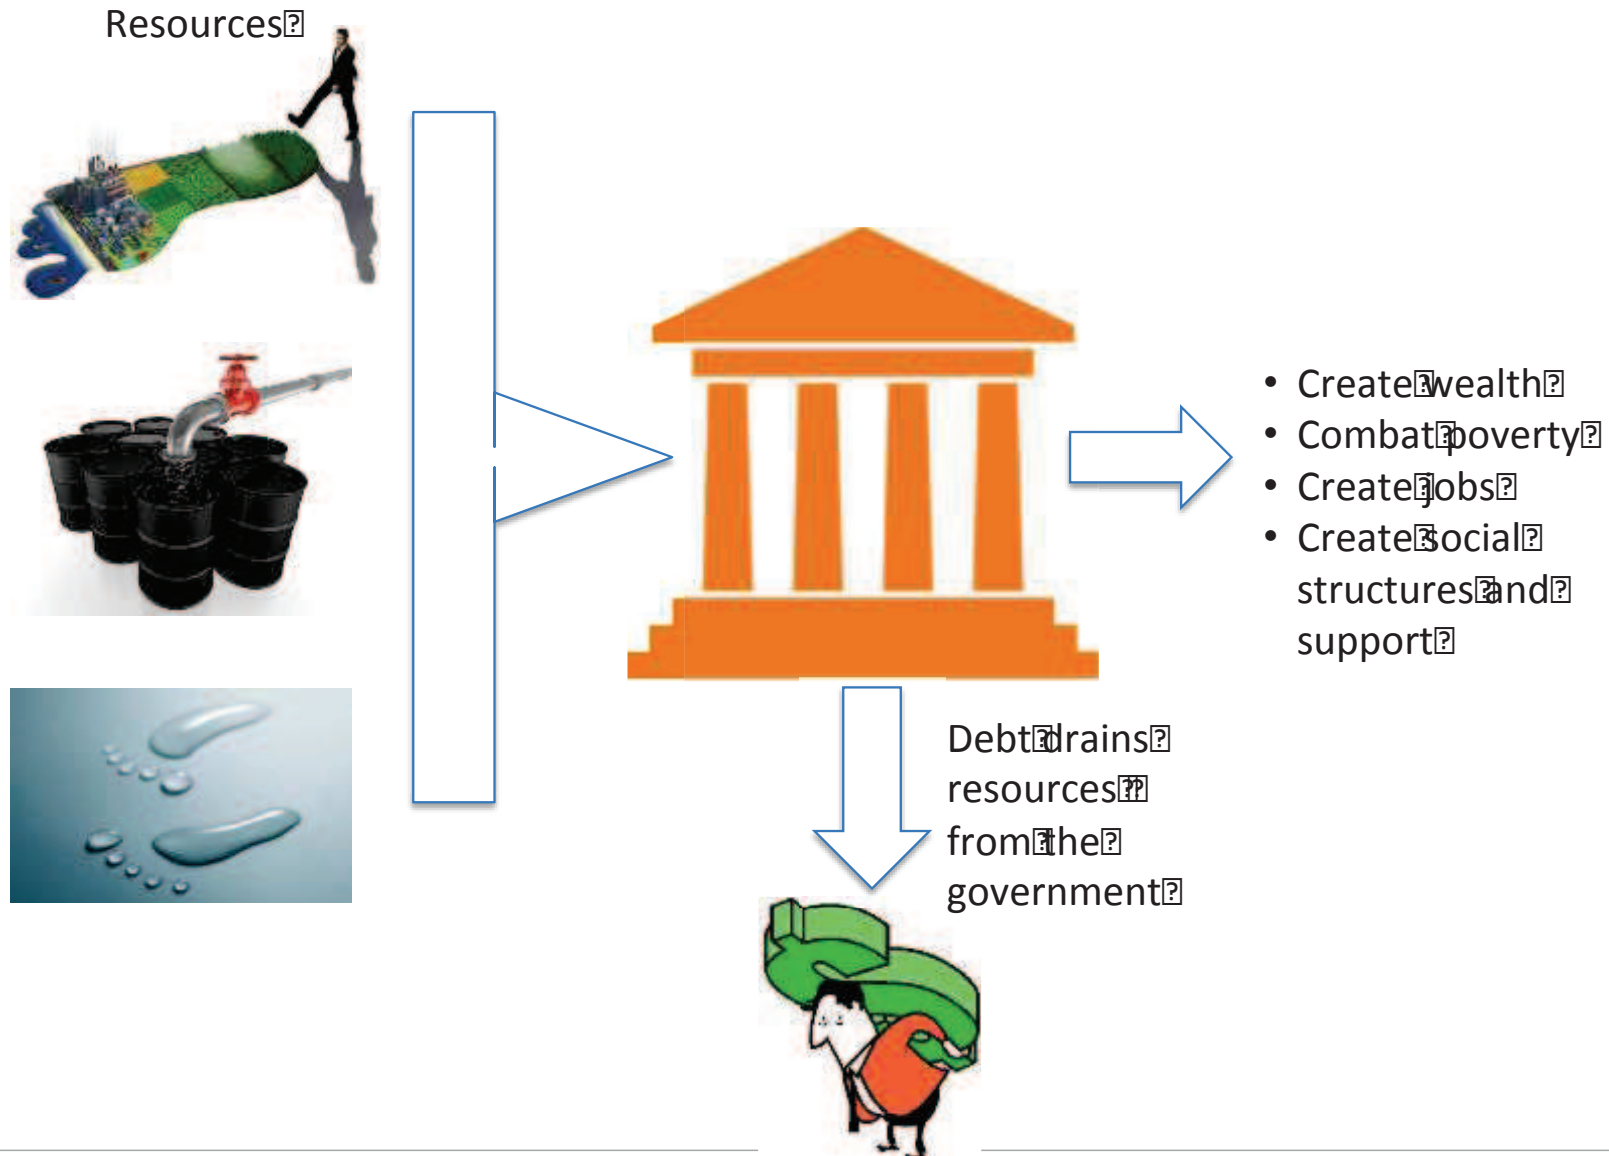 Resources⍰
• Create⍰wealth⍰
• Combat⍰poverty⍰
• Create⍰jobs⍰
• Create⍰social⍰
structures⍰and⍰
support⍰
Debt⍰drains⍰
resources⍰⍰
from⍰the⍰
government⍰